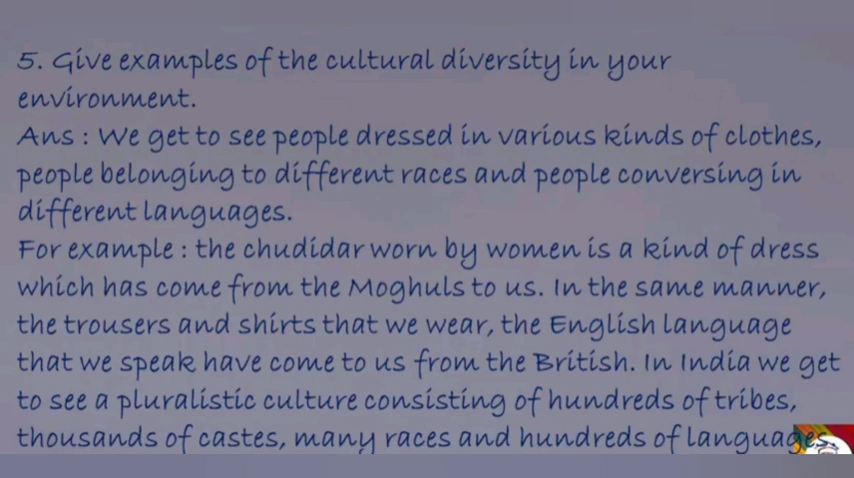 5. Give examples of the cultural diversity in your
environment.
Ans : We get to see people dressed in various kinds of clothes,
people belonging to different races and people conversing in
different languages.
For example : the chudidar worn by women is a kind of dress
which has come from the Moghuls to us. In the same manner,
the trousers and shirts that we wear, the English language
that we speak have come to us from the British. In India we get
to see a pluralistic culture consisting of hundreds of tribes,
thousands of castes, many races and hundreds of languages.